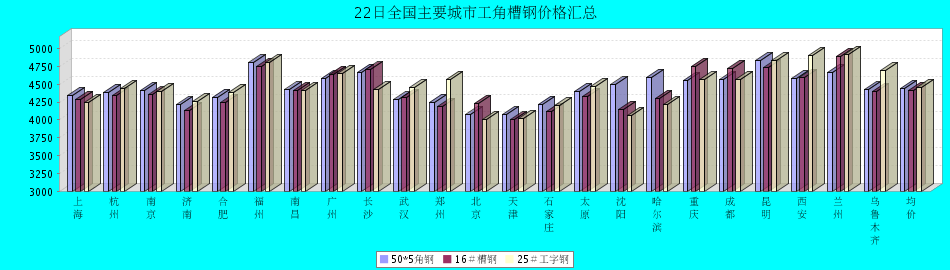 22日全国主要城市工角槽钢价格汇总
5000
4750
4500
4250
4000
3750
3500
3250
3000
上海
杭州
南京
济南
合肥
福州
南昌
广州
长沙
武汉
郑州
北京
天津
石家庄
太原
沈阳
哈尔滨
重庆
成都
昆明
西安
兰州
乌鲁木齐
均价
50*5角钢 16#槽钢 25#工字钢